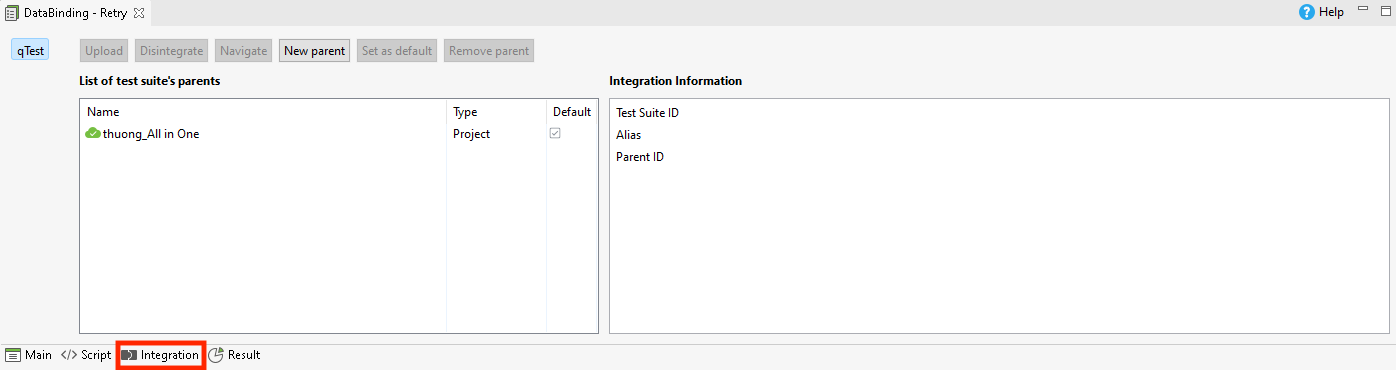 DataBinding - Retry
Help
qTest
Upload Disintegrate Navigate New parent Set as default Remove parent
List of test suite's parents
Name Type Default
thuong_All in One Project
Integration Information
Test Suite ID
Alias
Parent ID
Main </> Script Integration Result